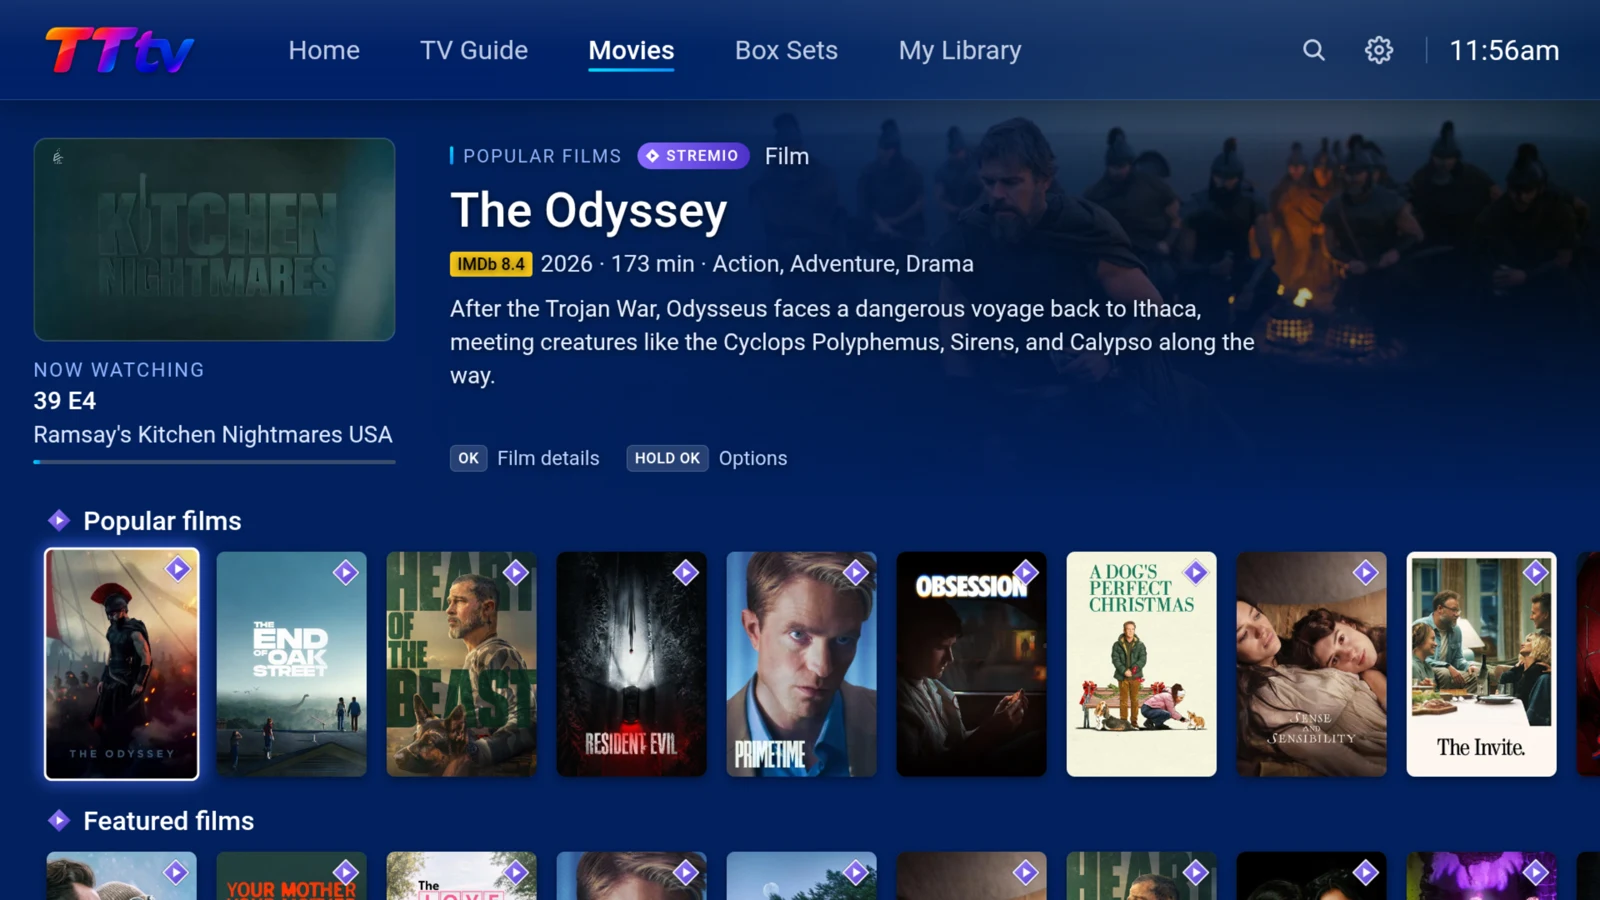 TTtv
Home
TV Guide
Movies
Box Sets
My Library
11:56am
KITCHEN
NIGHTMARES
NOW WATCHING
39 E4
Ramsay's Kitchen Nightmares USA
POPULAR FILMS
STREMIO
Film
The Odyssey
IMDb 8.4 2026 · 173 min · Action, Adventure, Drama
After the Trojan War, Odysseus faces a dangerous voyage back to Ithaca,
meeting creatures like the Cyclops Polyphemus, Sirens, and Calypso along the
way.
OK Film details
HOLD OK Options
Popular films
THE ODYSSEY
THE
END
OF OAK
STREET
HEART
OF
THE
BEAST
RESIDENT EVIL
PRIMETIME
OBSESSION
A DOG'S
PERFECT
CHRISTMAS
SENSE
AND
SENSIBILITY
The Invite.
Featured films
YOUR MOTHER
The
LOVE